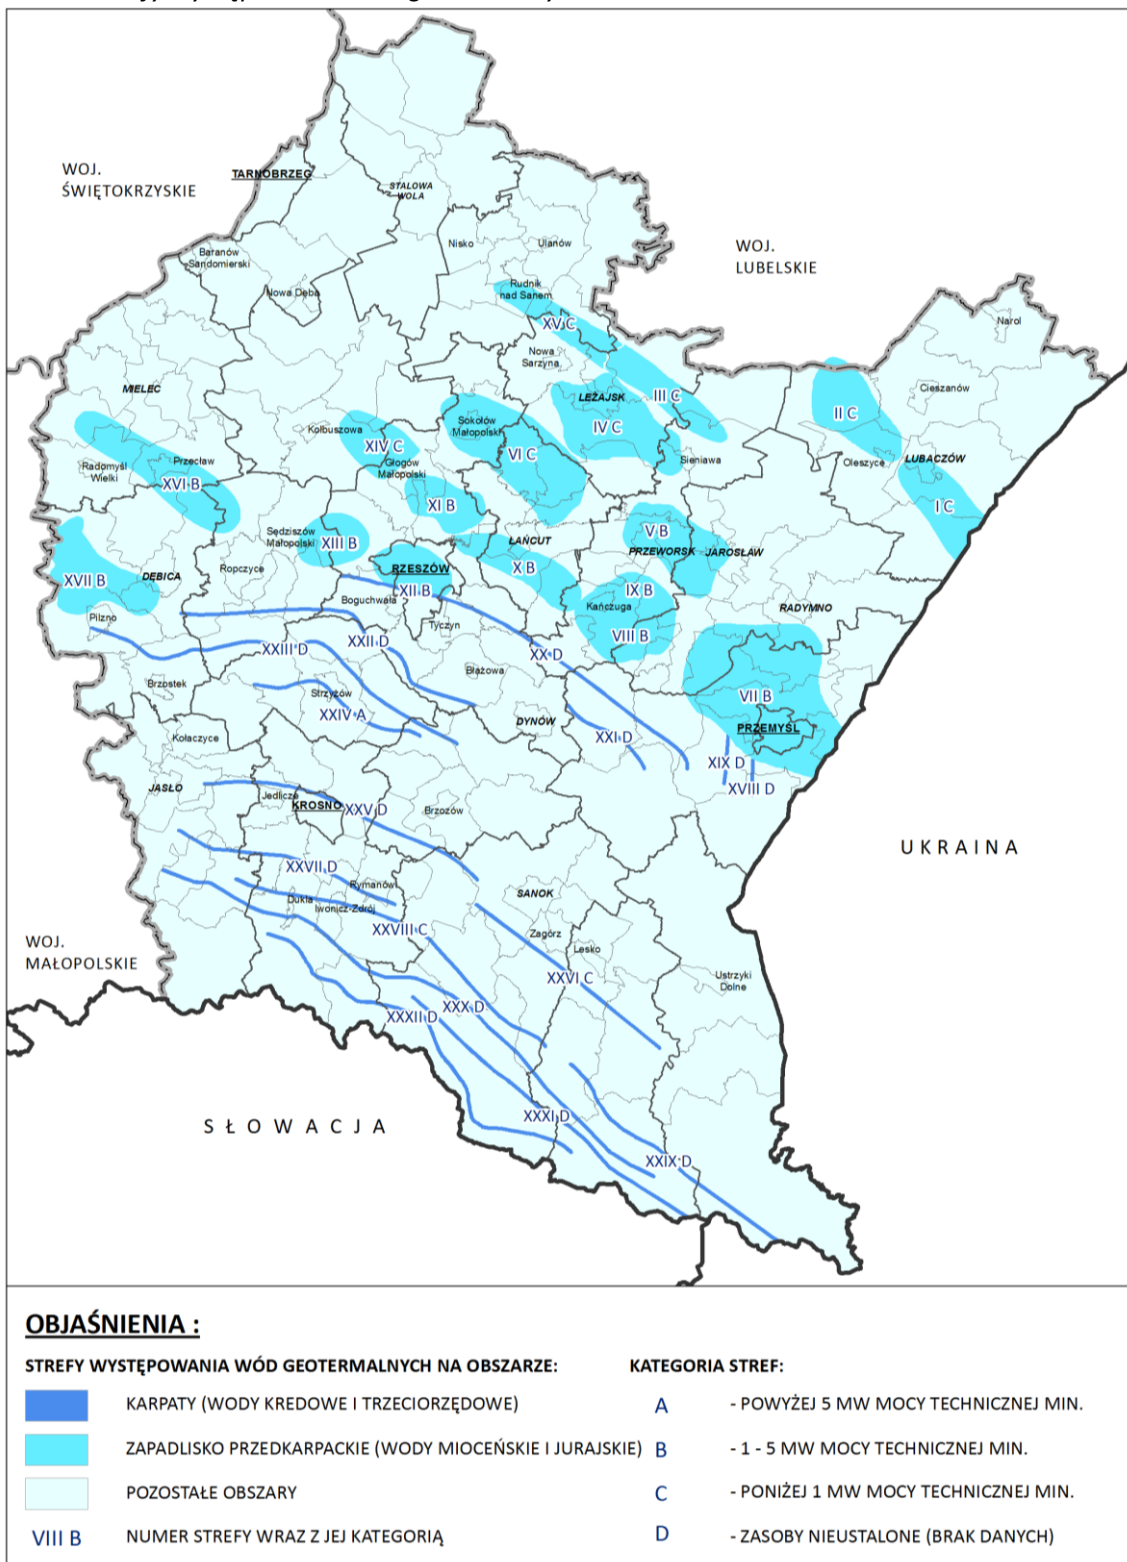 WOJ.
ŚWIĘTOKRZYSKIE
TARNOBRZEG
STALOWA
WOLA
Nisko
Ulanów
WOJ.
LUBELSKIE
Baranów
Sandomierski
Nowa Dęba
Rudnik
nad Sanem
XV C
Narol
Nowa
Sarzyna
MIELEC
LEŻAJSK
III C
Cieszanów
II C
Kolbuszowa
Sokołów
Małopolski
IV C
XIV C
VI C
Sieniawa
Oleszyce
LUBACZÓW
Radomyśl
Wielki
Przecław
XVI B
Głogów
Małopolski
XI B
I C
Sędziszów
Małopolski
XIII B
ŁAŃCUT
V B
PRZEWORSK
JAROSŁAW
XVII B
DĘBICA
Ropczyce
RZESZÓW
X B
XII B
IX B
Boguchwała
Kańczuga
RADYMNO
Pilzno
Tyczyn
VIII B
XXIII D
XXII D
XX D
Błażowa
Brzostek
Strzyżów
VII B
XXIV A
DYNÓW
PRZEMYŚL
Kołaczyce
XXI D
XIX D
XVIII D
JASŁO
Jedlicze
KROSNO
XXV D
Brzozów
UKRAINA
XXVII D
Rymanów
SANOK
Dukla
Iwonicz-Zdrój
XXVIII C
Zagórz
Lesko
WOJ.
MAŁOPOLSKIE
XXVI C
Ustrzyki
Dolne
XXX D
XXXII D
SŁOWACJA
XXXI D
XXIX D
OBJAŚNIENIA :
STREFY WYSTĘPOWANIA WÓD GEOTERMALNYCH NA OBSZARZE:
KARPATY (WODY KREDOWE I TRZECIORZĘDOWE)
ZAPADLISKO PRZEDKARPACKIE (WODY MIOCEŃSKIE I JURAJSKIE)
POZOSTAŁE OBSZARY
VIII B NUMER STREFY WRAZ Z JEJ KATEGORIĄ
KATEGORIA STREF:
A - POWYŻEJ 5 MW MOCY TECHNICZNEJ MIN.
B - 1 - 5 MW MOCY TECHNICZNEJ MIN.
C - PONIŻEJ 1 MW MOCY TECHNICZNEJ MIN.
D - ZASOBY NIEUSTALONE (BRAK DANYCH)